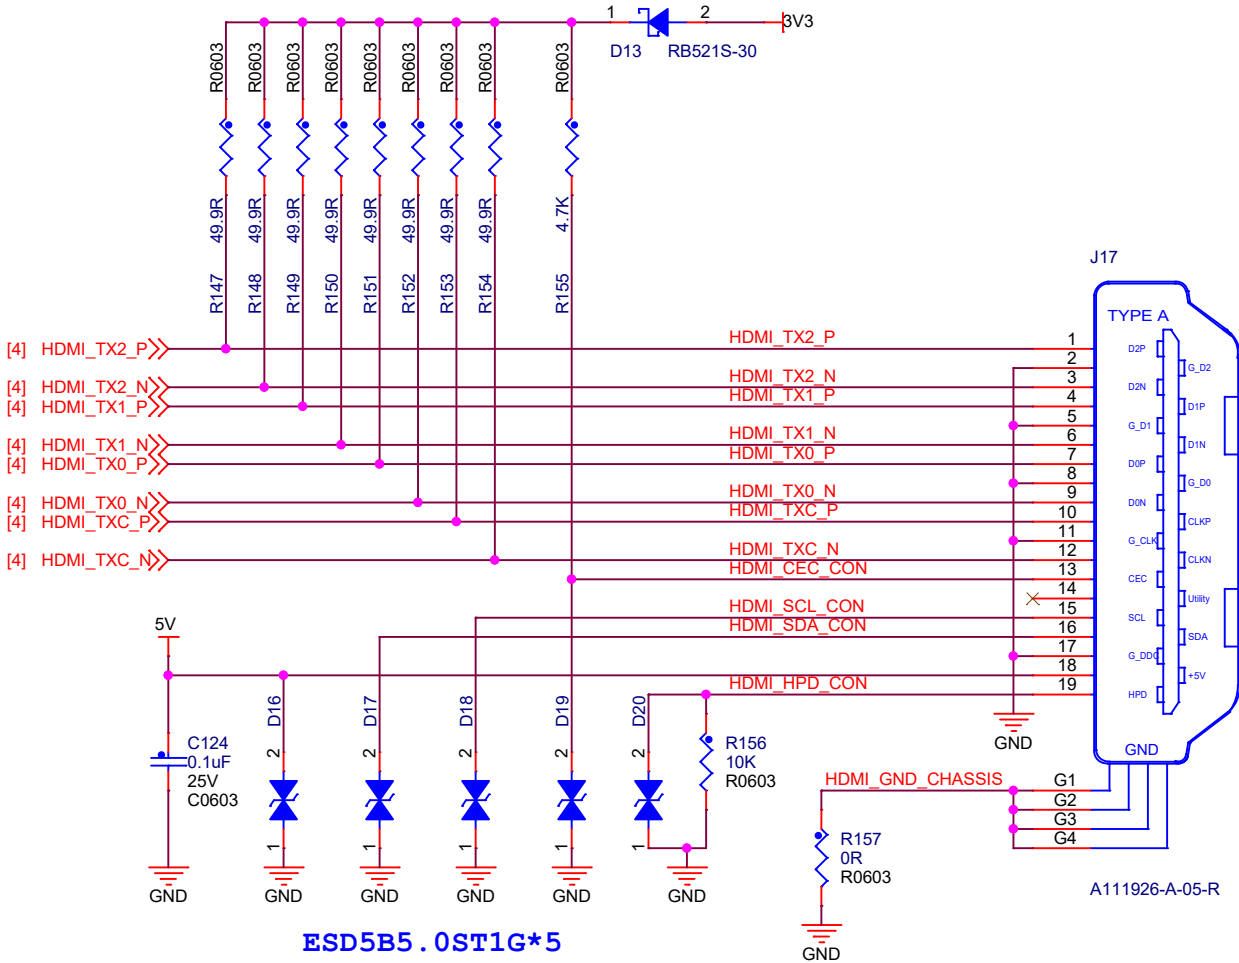 1
2
3V3
D13
RB521S-30
R0603
R0603
R0603
R0603
R0603
R0603
R0603
R0603
R0603
49.9R
49.9R
49.9R
49.9R
49.9R
49.9R
49.9R
49.9R
4.7K
R147
R148
R149
R150
R151
R152
R153
R154
R155
J17
TYPE A
[4] HDMI_TX2_P
HDMI_TX2_P
1
D2P
2
G_D2
[4] HDMI_TX2_N
HDMI_TX2_N
3
D2N
[4] HDMI_TX1_P
HDMI_TX1_P
4
D1P
5
G_D1
[4] HDMI_TX1_N
HDMI_TX1_N
6
D1N
[4] HDMI_TX0_P
HDMI_TX0_P
7
D0P
8
G_D0
[4] HDMI_TX0_N
HDMI_TX0_N
9
D0N
[4] HDMI_TXC_P
HDMI_TXC_P
10
CLKP
11
G_CLK
[4] HDMI_TXC_N
HDMI_TXC_N
12
CLKN
HDMI_CEC_CON
13
CEC
14
Utility
HDMI_SCL_CON
15
SCL
HDMI_SDA_CON
16
SDA
17
G_DDC
5V
18
+5V
HDMI_HPD_CON
19
HPD
GND
GND
D16
D17
D18
D19
D20
2
2
2
2
2
1
1
1
1
1
C124
0.1uF
25V
C0603
R156
10K
R0603
HDMI_GND_CHASSIS
G1
G2
G3
G4
R157
0R
R0603
A111926-A-05-R
GND
GND
GND
GND
GND
GND
GND
ESD5B5.0ST1G*5